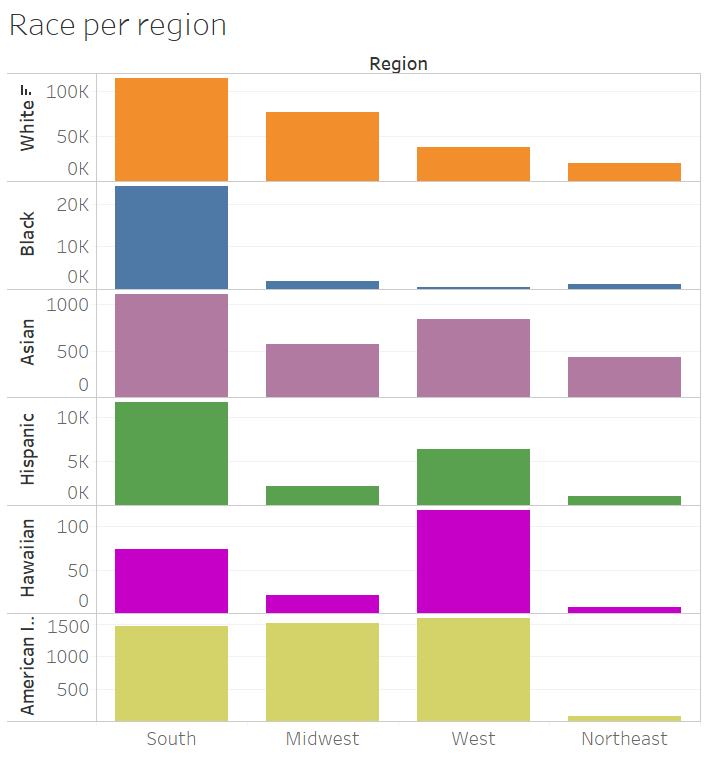 Race per region
Region
White
100K
50K
0K
Black
20K
10K
0K
Asian
1000
500
0
Hispanic
10K
5K
0K
Hawaiian
100
50
0
American I..
1500
1000
500
South Midwest West Northeast